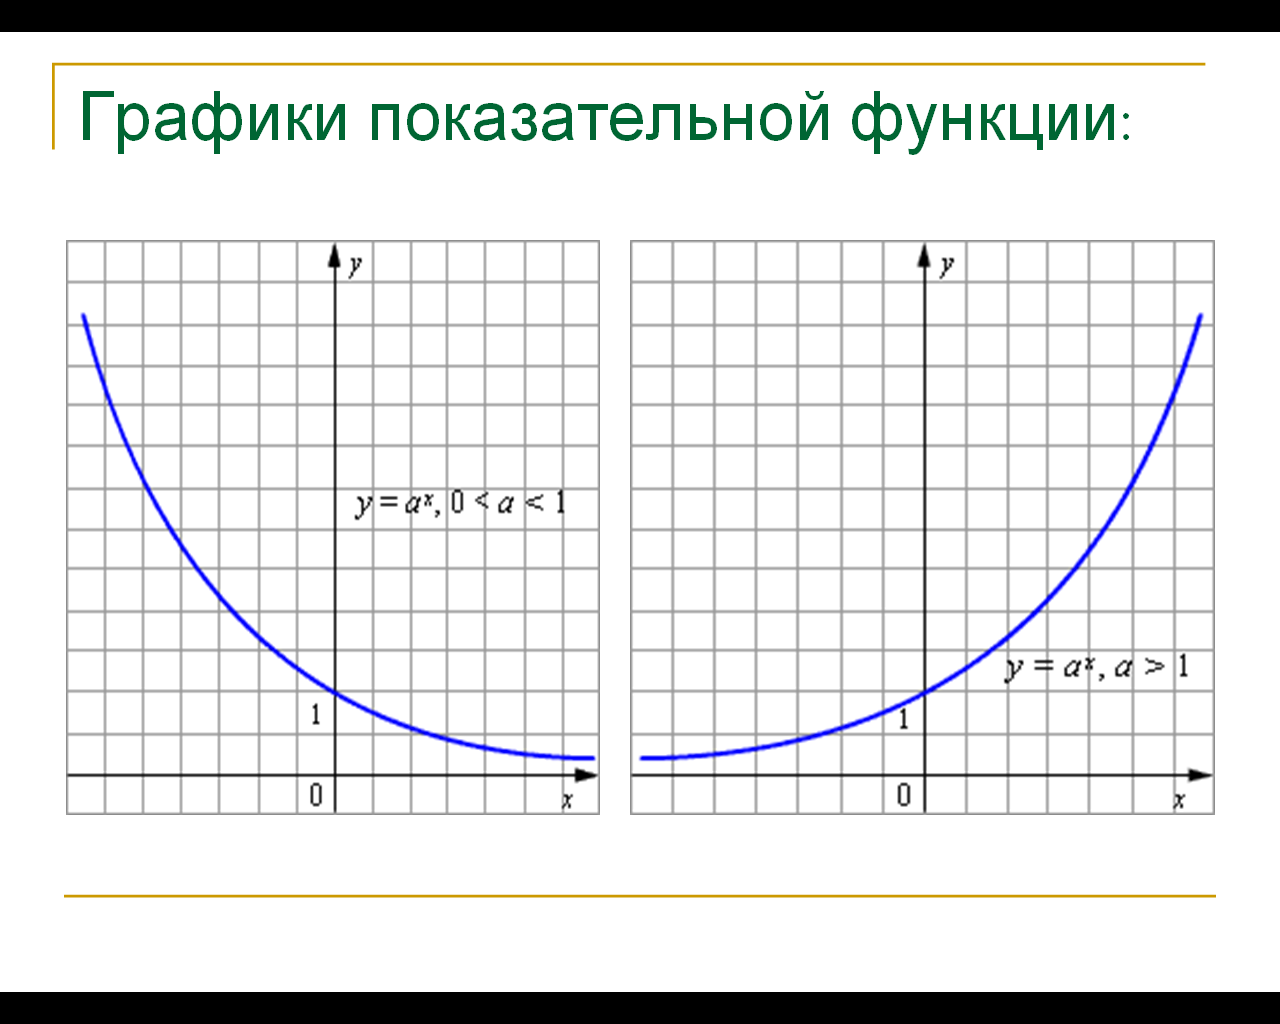 Графики показательной функции:
y
y = aˣ, 0 < a < 1
1
0
x
y
y = aˣ, a > 1
1
0
x